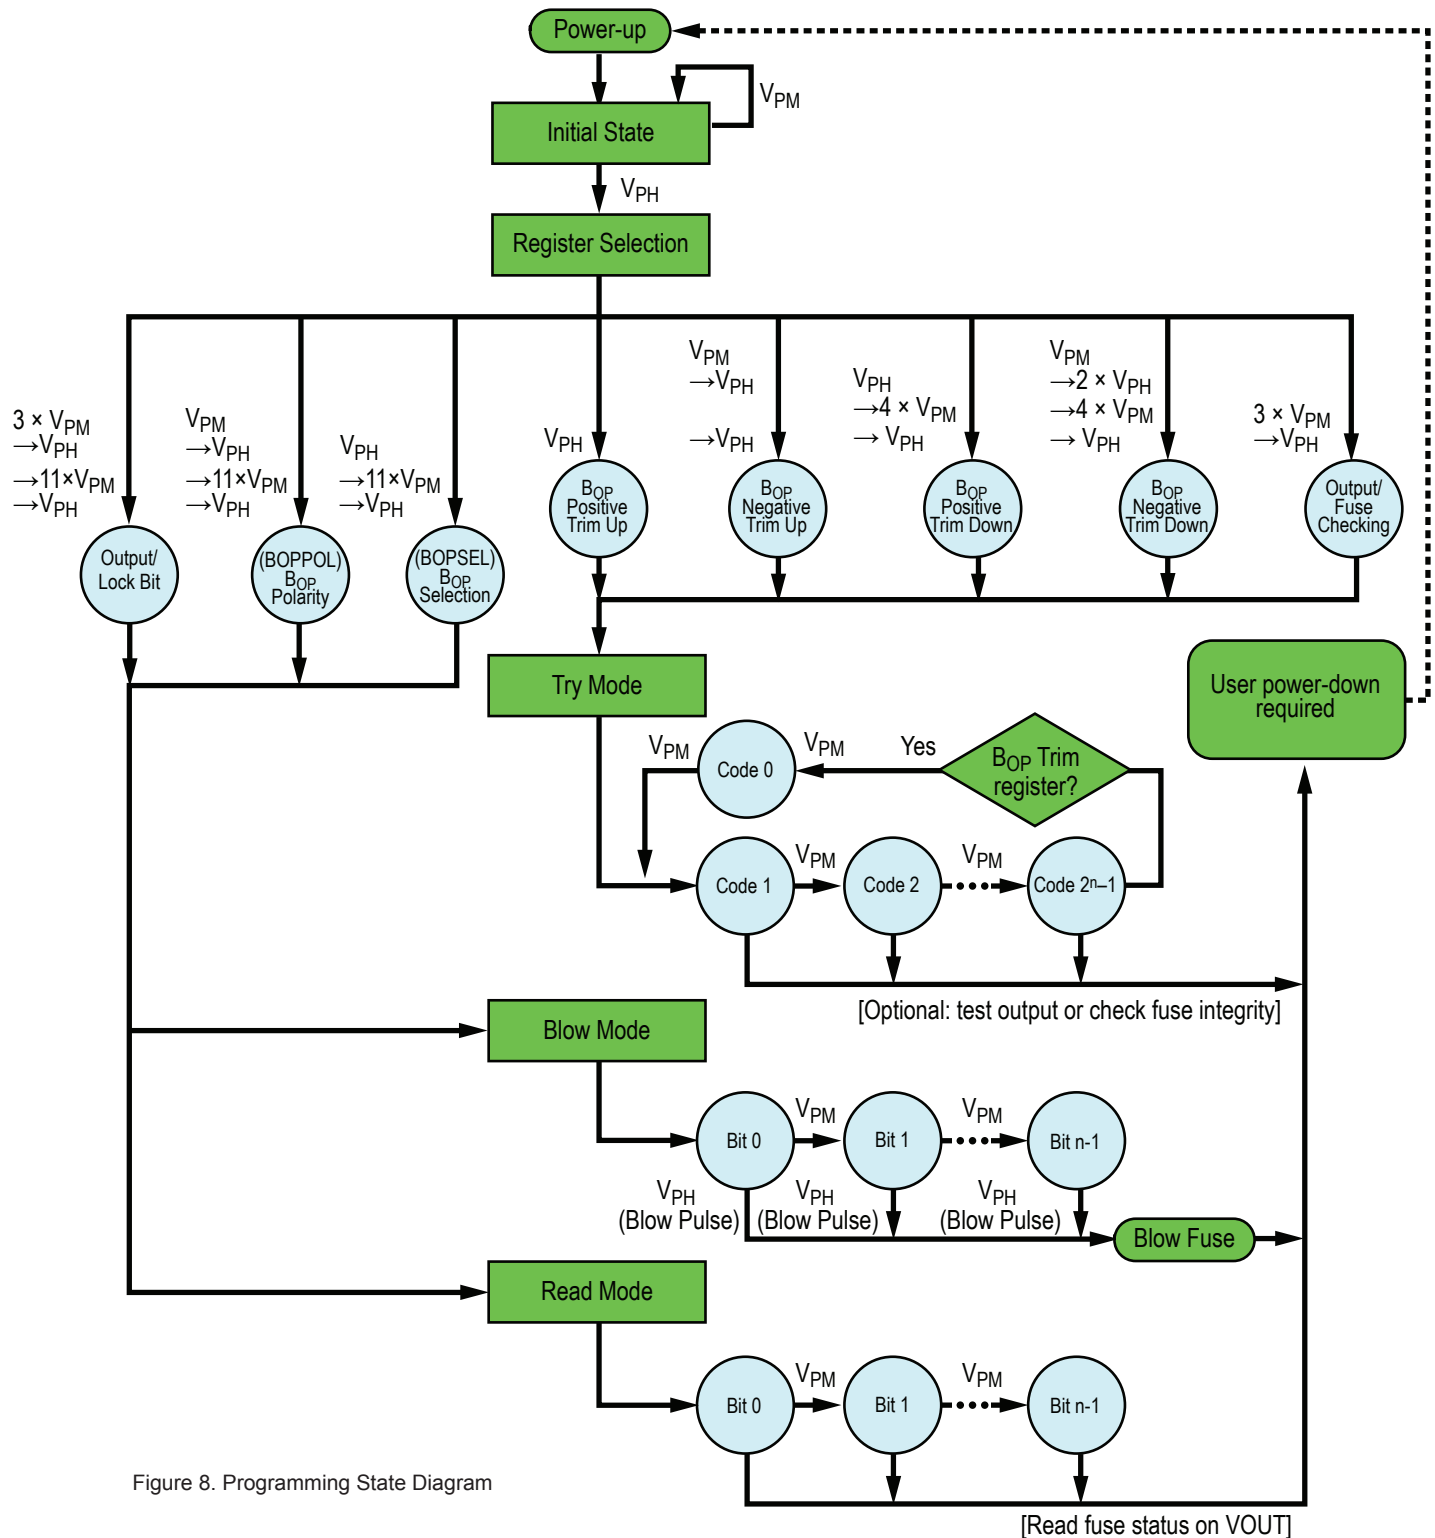 Power-up
VPM
Initial State
VPH
Register Selection
3 × VPM
→VPH
→11×VPM
→VPH
VPM
→VPH
→11×VPM
→VPH
VPH
→11×VPM
→VPH
VPH
VPM
→VPH
→VPH
VPH
→4 × VPM
→ VPH
VPM
→2 × VPH
→4 × VPM
→ VPH
3 × VPM
→VPH
Output/
Lock Bit
(BOPPOL)
BOP
Polarity
(BOPSEL)
BOP
Selection
BOP
Positive
Trim Up
BOP
Negative
Trim Up
BOP
Positive
Trim Down
BOP
Negative
Trim Down
Output/
Fuse
Checking
Try Mode
User power-down
required
VPM
Code 0
VPM
Yes
BOP Trim
register?
Code 1
VPM
Code 2
VPM
Code 2ⁿ–1
[Optional: test output or check fuse integrity]
Blow Mode
Bit 0
VPM
Bit 1
VPM
Bit n-1
VPH
(Blow Pulse)
VPH
(Blow Pulse)
VPH
(Blow Pulse)
Blow Fuse
Read Mode
Bit 0
VPM
Bit 1
VPM
Bit n-1
Figure 8. Programming State Diagram
[Read fuse status on VOUT]